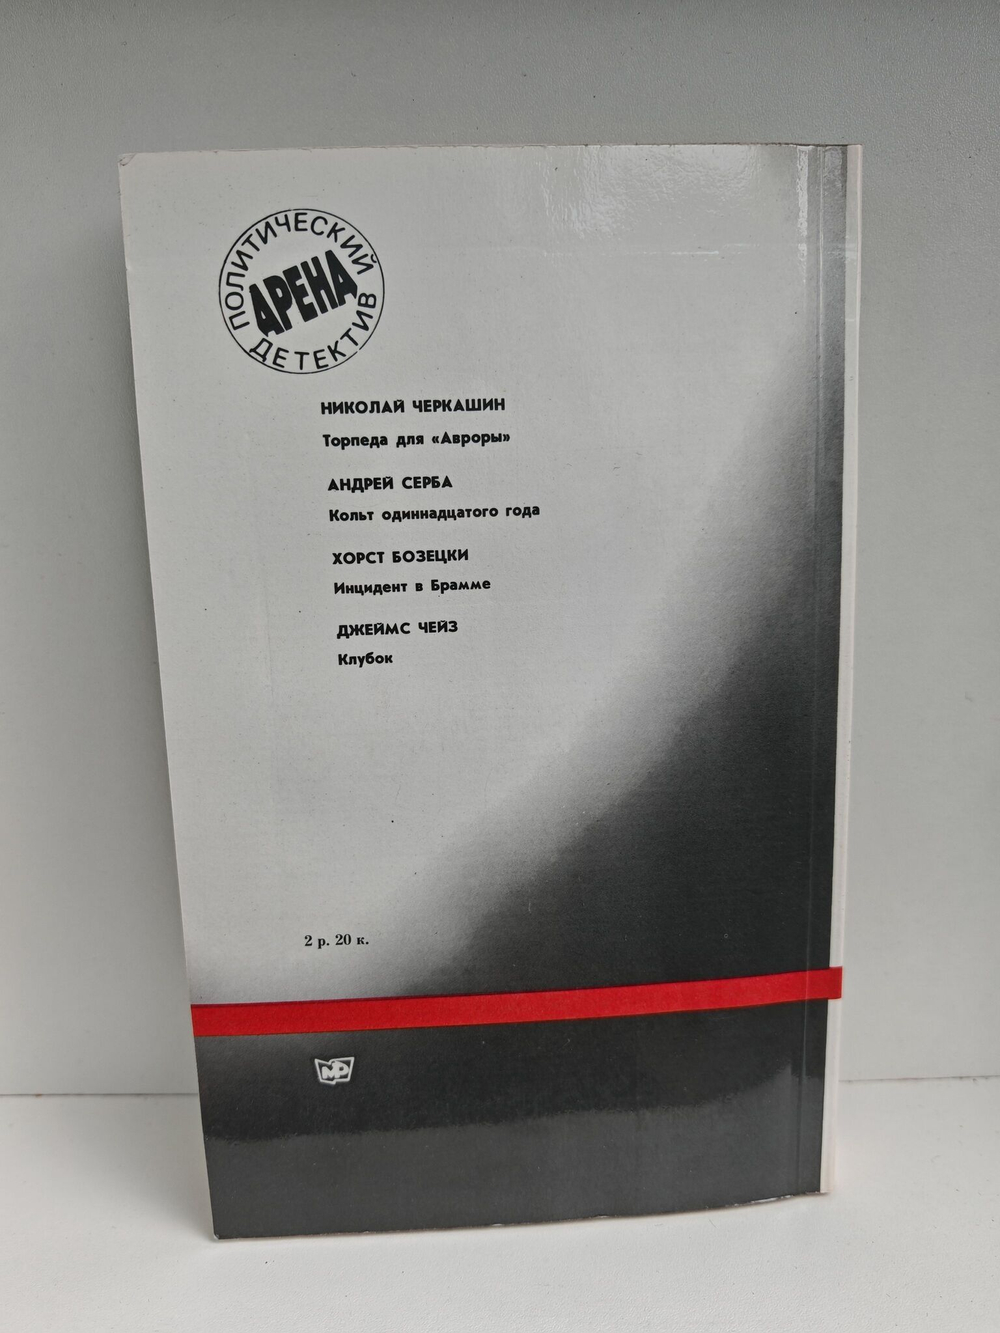 ПОЛИТИЧЕСКИЙ
АРЕНА
ДЕТЕКТИВ
НИКОЛАЙ ЧЕРКАШИН
Торпеда для «Авроры»
АНДРЕЙ СЕРБА
Кольт одиннадцатого года
ХОРСТ БОЗЕЦКИ
Инцидент в Брамме
ДЖЕЙМС ЧЕЙЗ
Клубок
2 р. 20 к.
МР